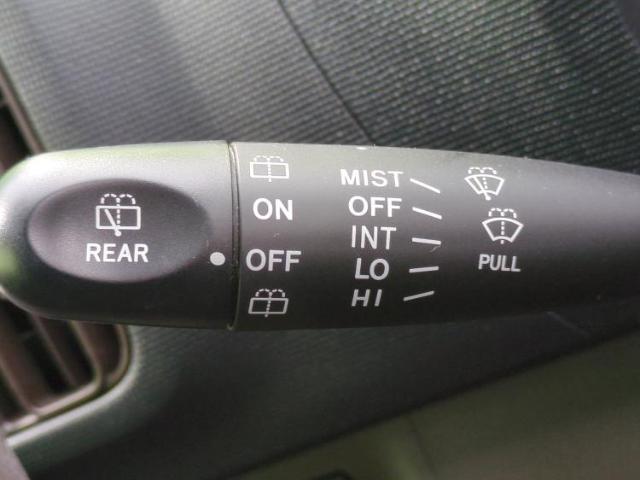 REAR
ON
OFF
MIST
OFF
INT
LO
HI
PULL